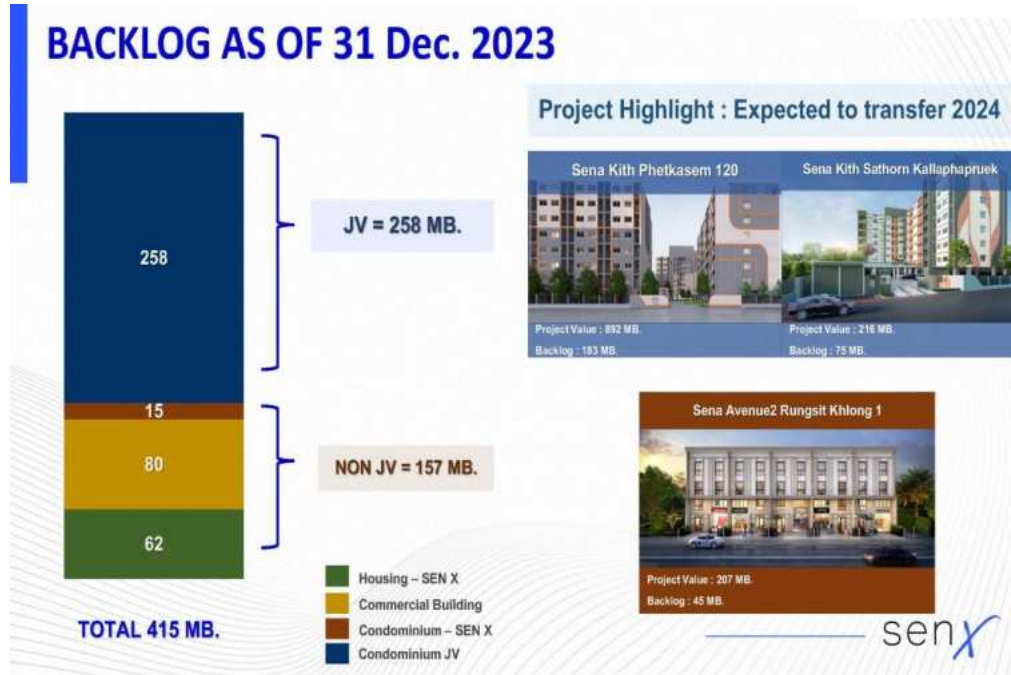 BACKLOG AS OF 31 Dec. 2023
258
15
80
62
TOTAL 415 MB.
JV = 258 MB.
NON JV = 157 MB.
Housing – SEN X
Commercial Building
Condominium – SEN X
Condominium JV
Project Highlight : Expected to transfer 2024
Sena Kith Phetkasem 120
Project Value : 892 MB.
Backlog : 183 MB.
Sena Kith Sathorn Kallaphapruek
Project Value : 216 MB.
Backlog : 75 MB.
Sena Avenue2 Rungsit Khlong 1
Project Value : 207 MB.
Backlog : 45 MB.
senx